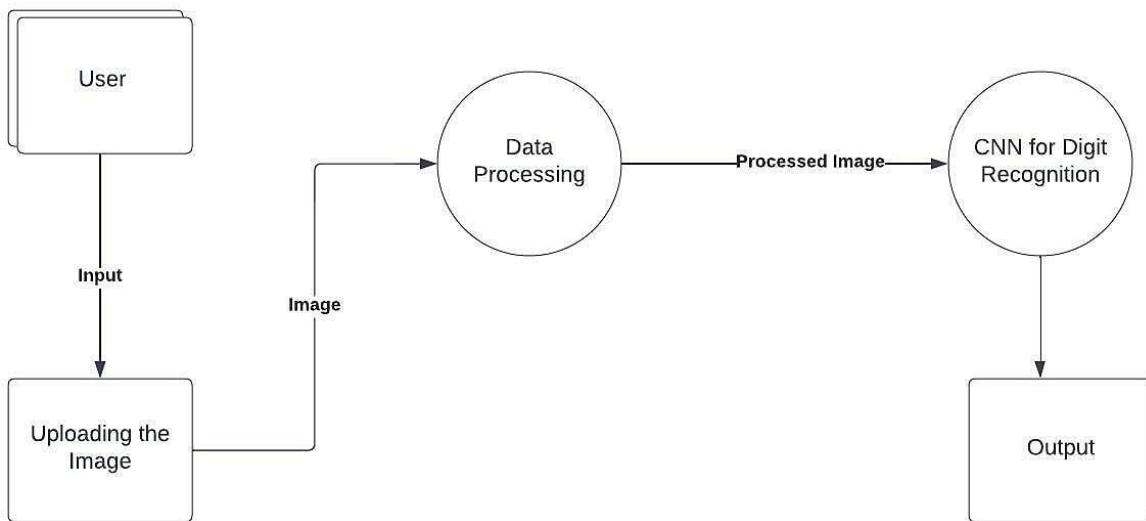 User
Input
Uploading the
Image
Image
Data
Processing
Processed Image
CNN for Digit
Recognition
Output